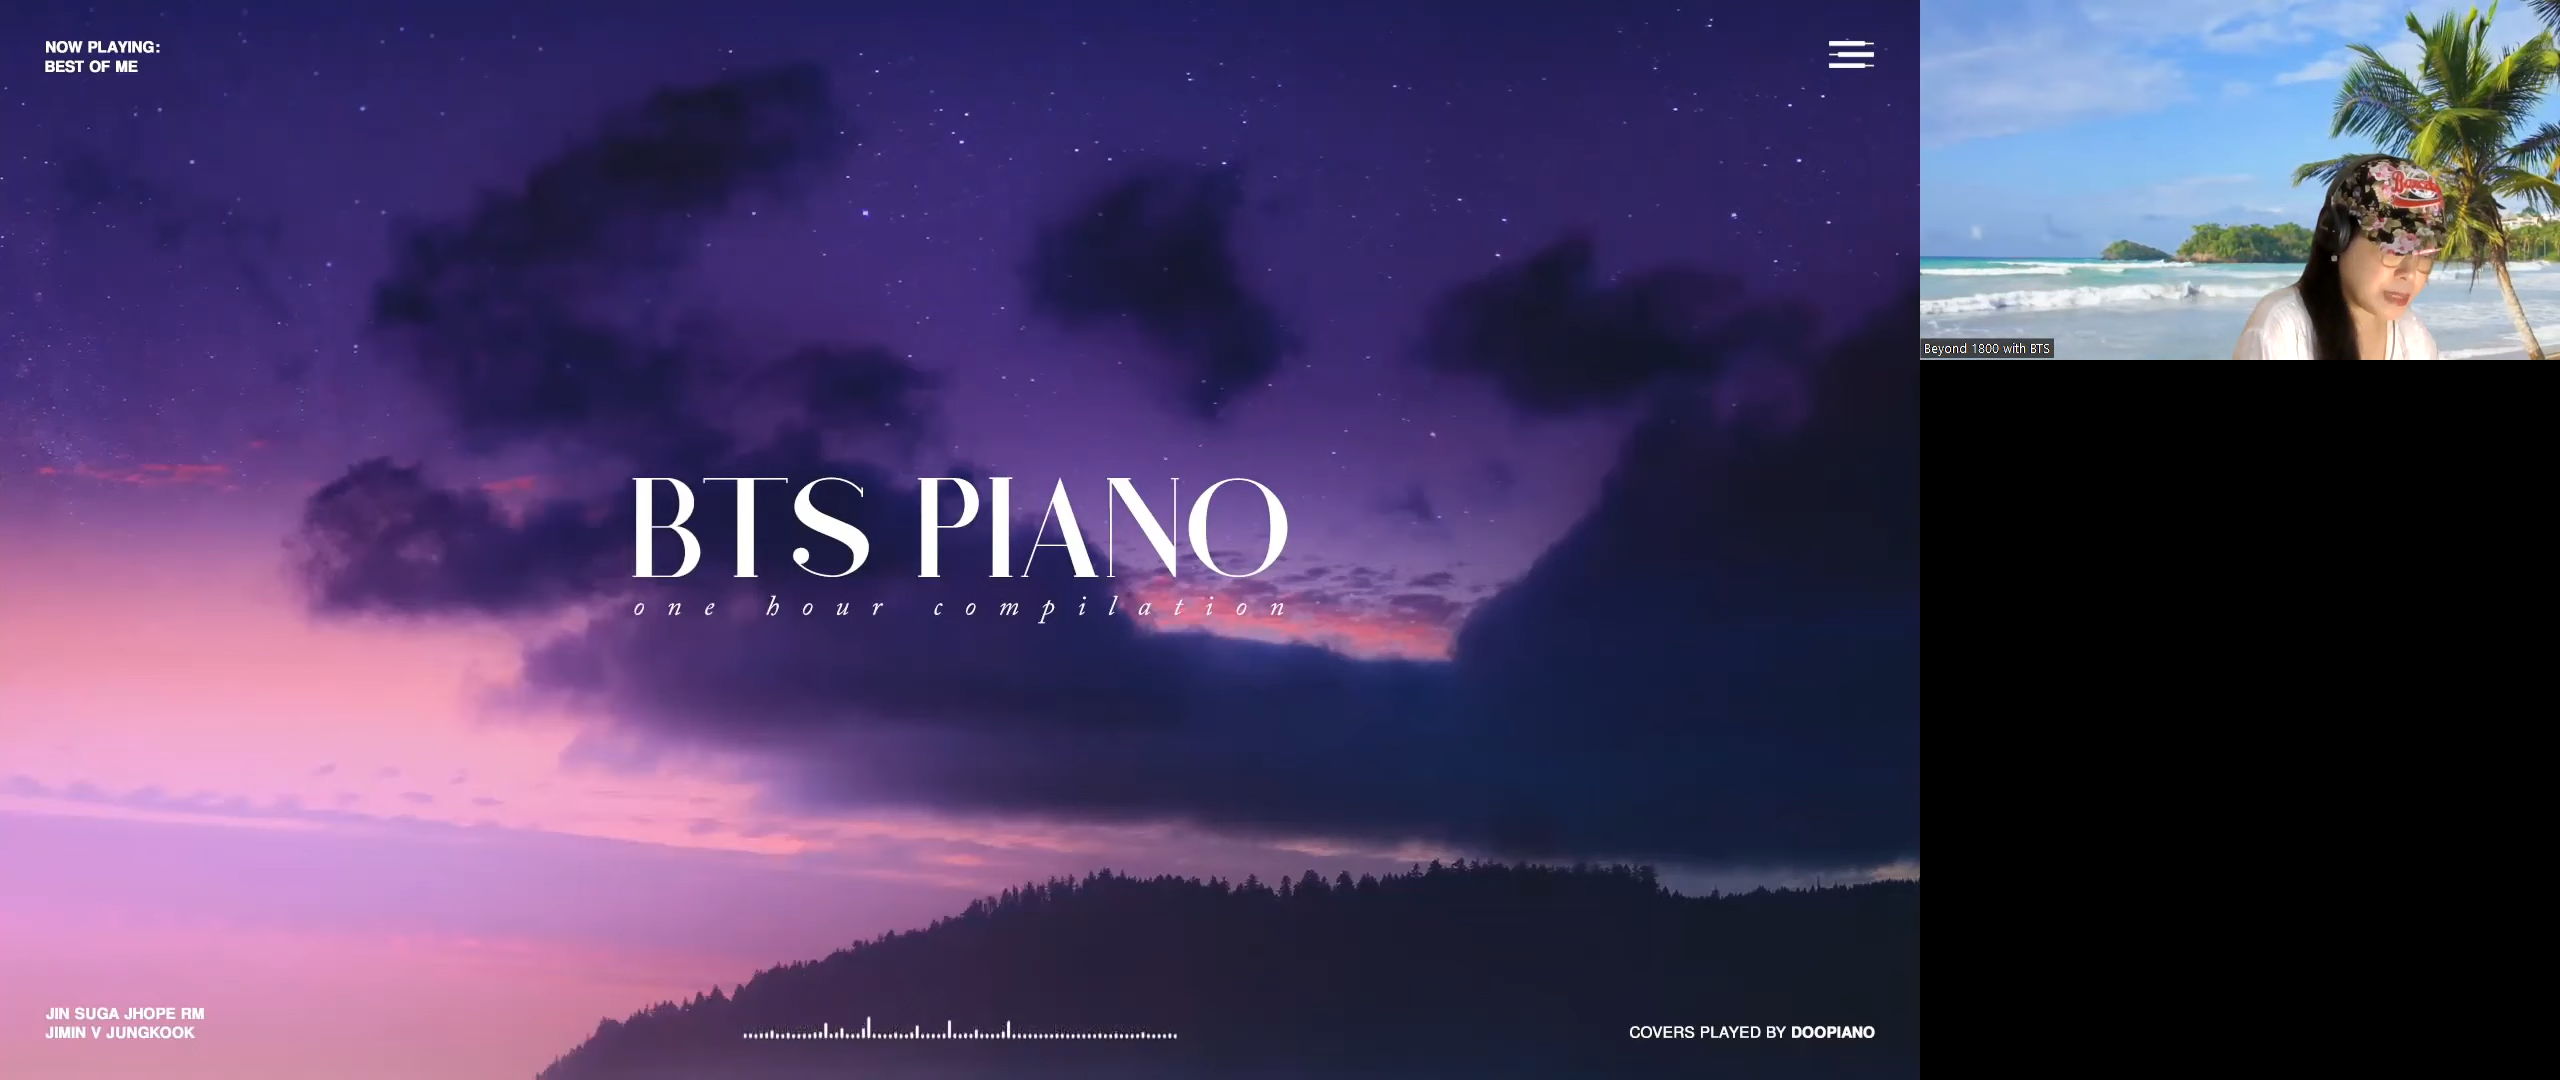 NOW PLAYING:
BEST OF ME
BTS PIANO
one hour compilation
JIN SUGA JHOPE RM
JIMIN V JUNGKOOK
COVERS PLAYED BY DOOPIANO
Beyond 1800 with BTS